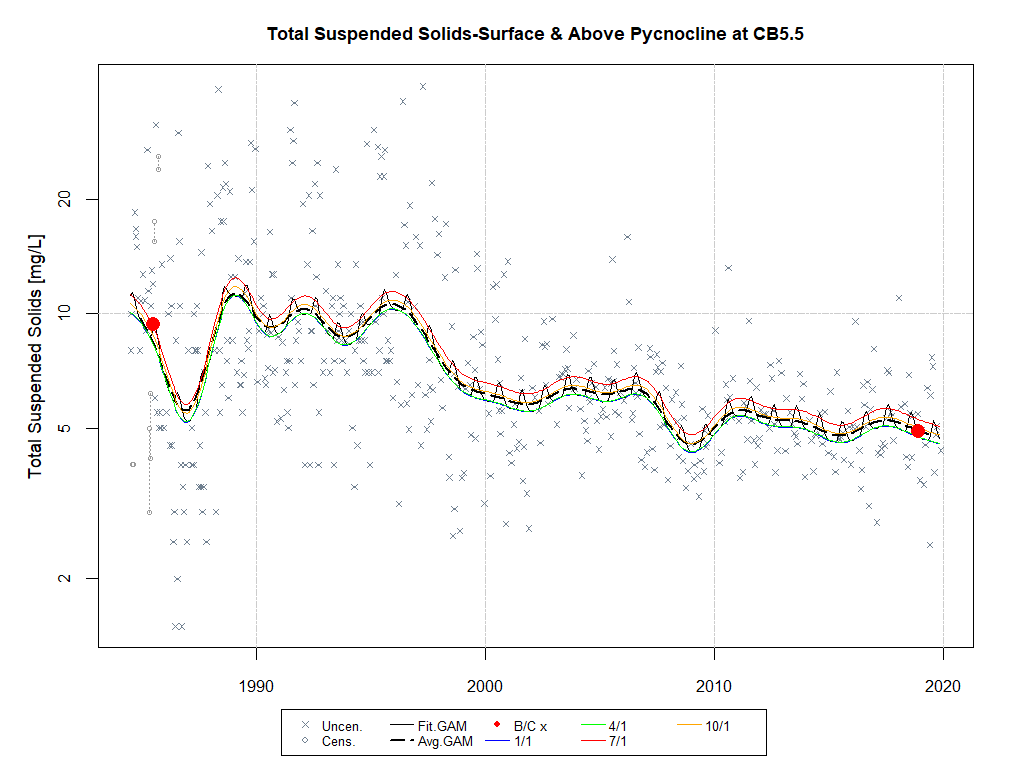 Total Suspended Solids-Surface & Above Pycnocline at CB5.5
Total Suspended Solids [mg/L]
20
10
5
2
1990 2000 2010 2020
Uncen. Fit.GAM B/C x 4/1 10/1
Cens. Avg.GAM 1/1 7/1